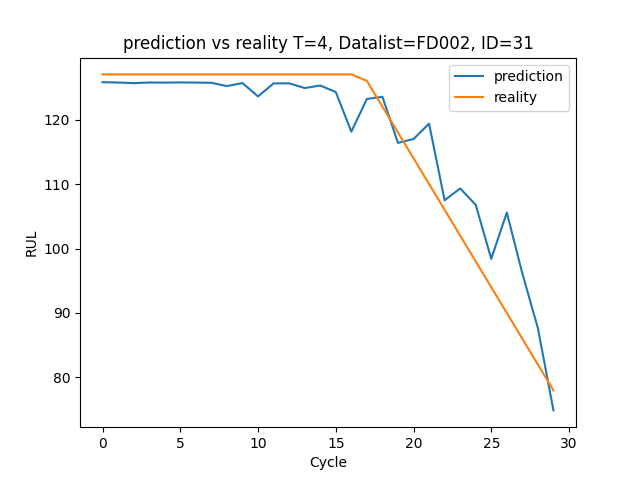 prediction vs reality T=4, Datalist=FD002, ID=31
prediction
reality
RUL
120
110
100
90
80
0 5 10 15 20 25 30
Cycle